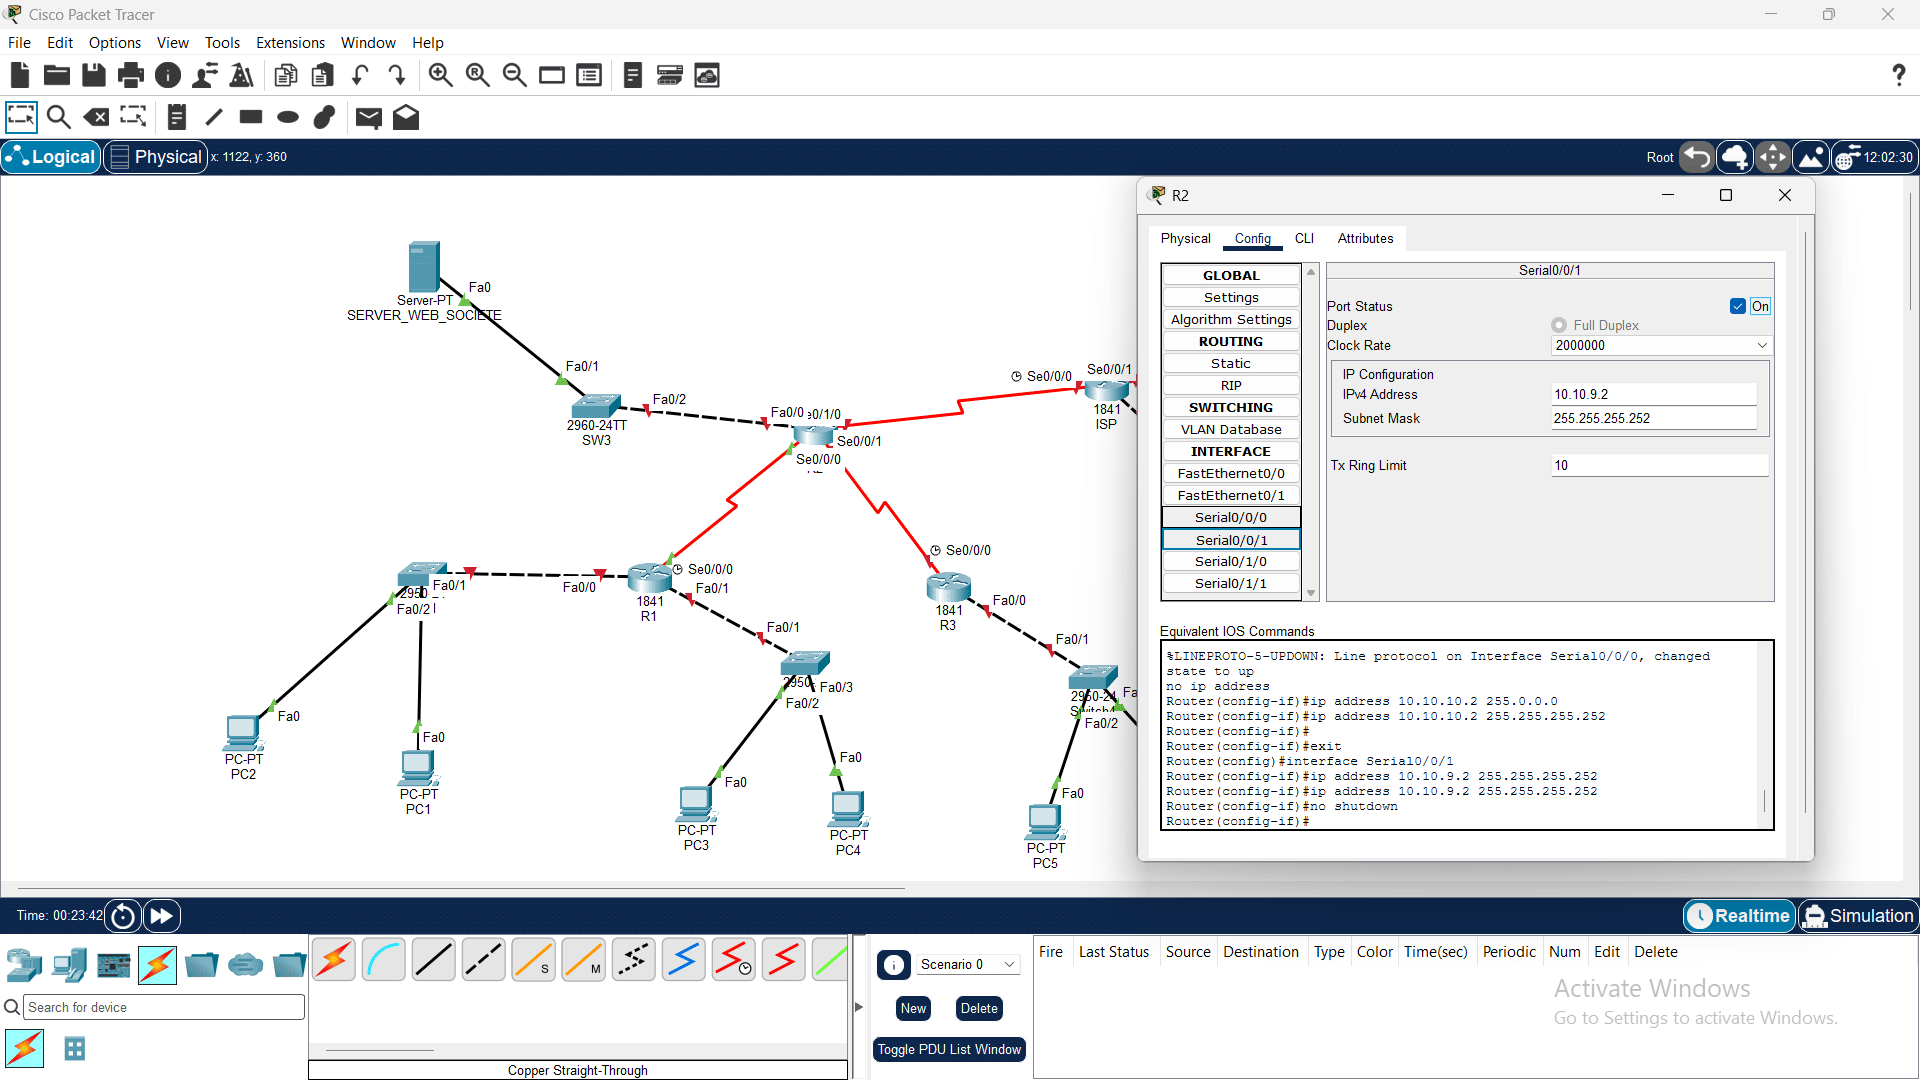 Cisco Packet Tracer
File Edit Options View Tools Extensions Window Help
Logical Physical x: 1122, y: 360
Root 12:02:30
Fa0
Server-PT
SERVER_WEB_SOCIETE
Fa0/1
Fa0/2
2960-24TT
SW3
Fa0/0
Se0/0/1
Se0/0/0
Se0/0/0
Se0/0/1
1841
ISP
Fa0/1
Fa0/2
Fa0/0
Se0/0/0
Fa0/1
1841
R1
Se0/0/0
Fa0/0
1841
R3
Fa0/1
Fa0/3
Fa0/2
Fa0/1
Fa0/2
Fa0
PC-PT
PC2
Fa0
PC-PT
PC1
Fa0
PC-PT
PC3
Fa0
PC-PT
PC4
Fa0
PC-PT
PC5
R2
Physical Config CLI Attributes
GLOBAL
Settings
Algorithm Settings
ROUTING
Static
RIP
SWITCHING
VLAN Database
INTERFACE
FastEthernet0/0
FastEthernet0/1
Serial0/0/0
Serial0/0/1
Serial0/1/0
Serial0/1/1
Serial0/0/1
Port Status On
Duplex Full Duplex
Clock Rate 2000000
IP Configuration
IPv4 Address 10.10.9.2
Subnet Mask 255.255.255.252
Tx Ring Limit 10
Equivalent IOS Commands
%LINEPROTO-5-UPDOWN: Line protocol on Interface Serial0/0/0, changed
state to up
no ip address
Router(config-if)#ip address 10.10.10.2 255.0.0.0
Router(config-if)#ip address 10.10.10.2 255.255.255.252
Router(config-if)#
Router(config-if)#exit
Router(config)#interface Serial0/0/1
Router(config-if)#ip address 10.10.9.2 255.255.255.252
Router(config-if)#ip address 10.10.9.2 255.255.255.252
Router(config-if)#no shutdown
Router(config-if)#
Time: 00:23:42
Realtime Simulation
S
M
Search for device
Copper Straight-Through
Scenario 0
New Delete
Toggle PDU List Window
Fire Last Status Source Destination Type Color Time(sec) Periodic Num Edit Delete
Activate Windows
Go to Settings to activate Windows.